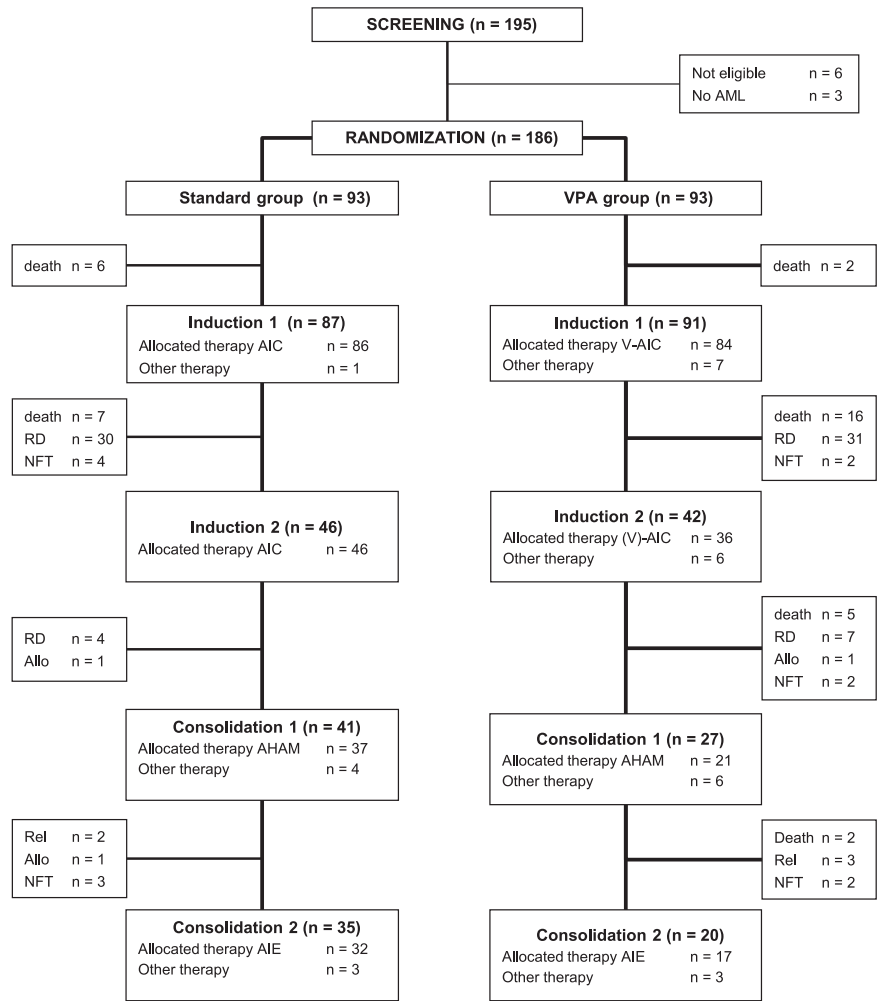 SCREENING (n = 195)
Not eligible n = 6
No AML n = 3
RANDOMIZATION (n = 186)
Standard group (n = 93)
VPA group (n = 93)
death n = 6
death n = 2
Induction 1 (n = 87)
Allocated therapy AIC n = 86
Other therapy n = 1
Induction 1 (n = 91)
Allocated therapy V-AIC n = 84
Other therapy n = 7
death n = 7
RD n = 30
NFT n = 4
death n = 16
RD n = 31
NFT n = 2
Induction 2 (n = 46)
Allocated therapy AIC n = 46
Induction 2 (n = 42)
Allocated therapy (V)-AIC n = 36
Other therapy n = 6
RD n = 4
Allo n = 1
death n = 5
RD n = 7
Allo n = 1
NFT n = 2
Consolidation 1 (n = 41)
Allocated therapy AHAM n = 37
Other therapy n = 4
Consolidation 1 (n = 27)
Allocated therapy AHAM n = 21
Other therapy n = 6
Rel n = 2
Allo n = 1
NFT n = 3
Death n = 2
Rel n = 3
NFT n = 2
Consolidation 2 (n = 35)
Allocated therapy AIE n = 32
Other therapy n = 3
Consolidation 2 (n = 20)
Allocated therapy AIE n = 17
Other therapy n = 3